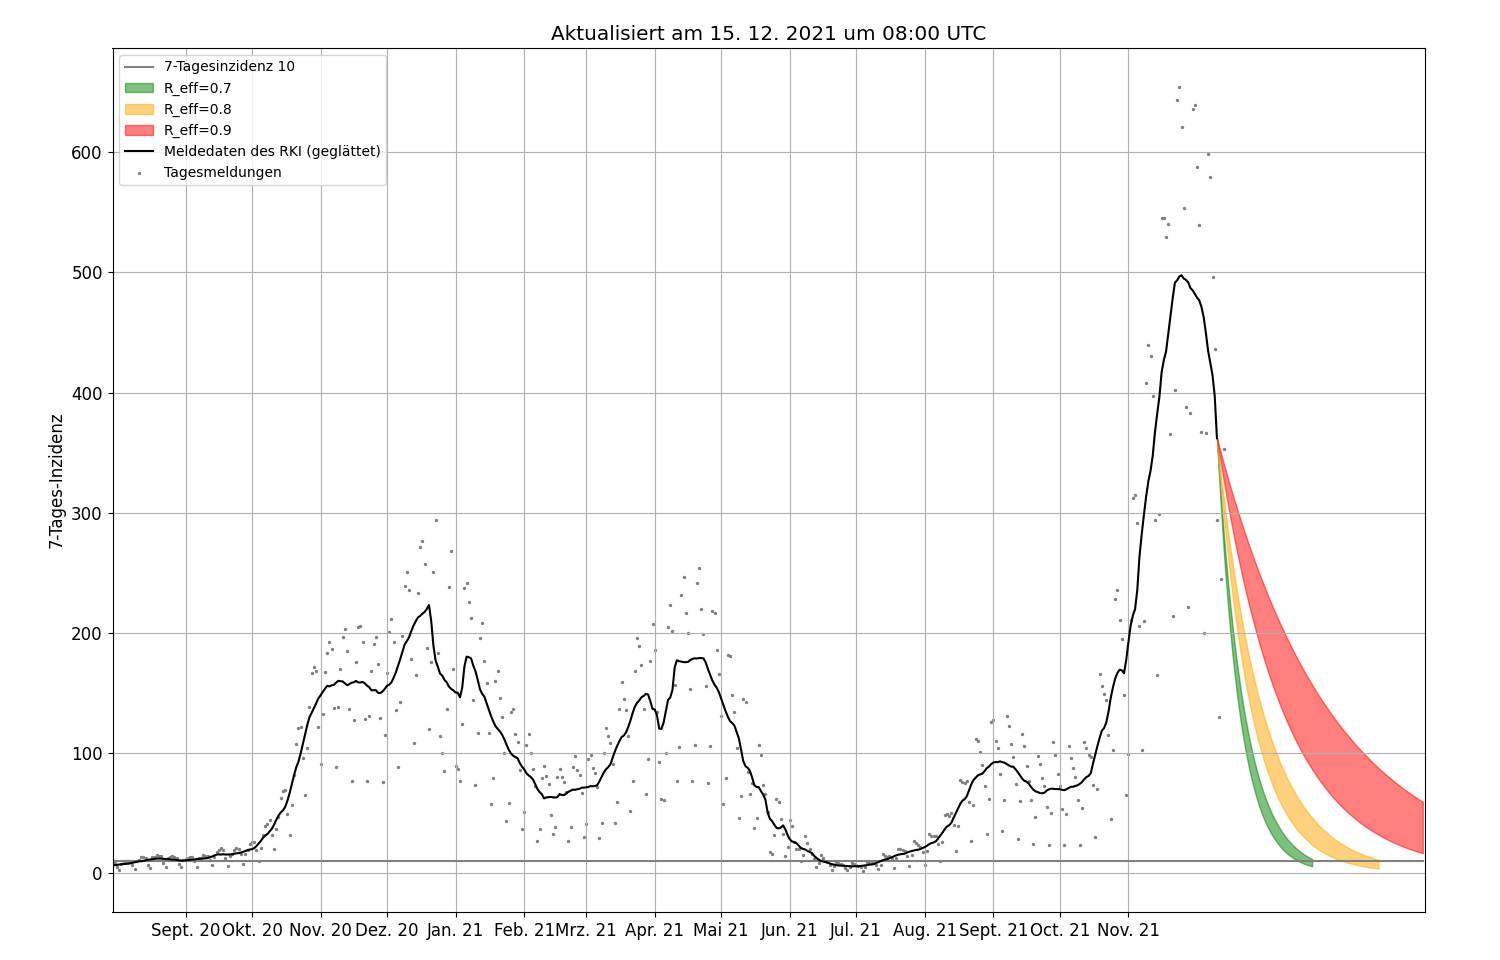 Aktualisiert am 15. 12. 2021 um 08:00 UTC
7-Tagesinzidenz 10
R_eff=0.7
R_eff=0.8
R_eff=0.9
Meldedaten des RKI (geglättet)
Tagesmeldungen
7-Tages-Inzidenz
600
500
400
300
200
100
0
Sept. 20 Okt. 20 Nov. 20 Dez. 20 Jan. 21 Feb. 21 Mrz. 21 Apr. 21 Mai 21 Jun. 21 Jul. 21 Aug. 21 Sept. 21 Oct. 21 Nov. 21